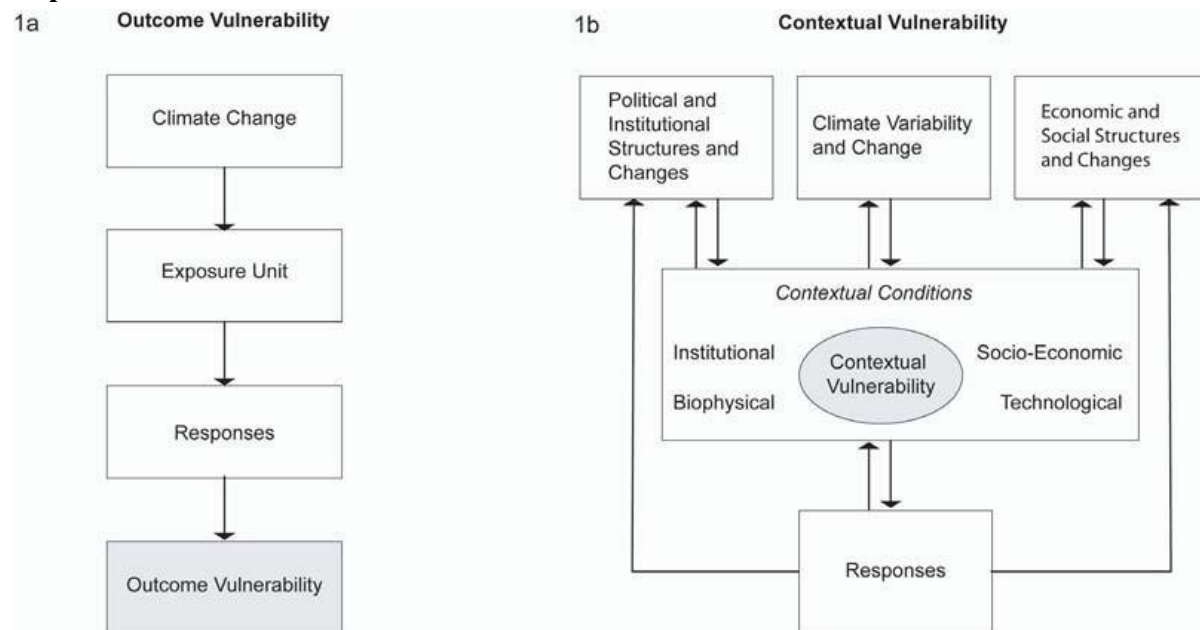 1a
Outcome Vulnerability
Climate Change
Exposure Unit
Responses
Outcome Vulnerability
1b
Contextual Vulnerability
Political and
Institutional
Structures and
Changes
Climate Variability
and Change
Economic and
Social Structures
and Changes
Contextual Conditions
Institutional
Biophysical
Contextual
Vulnerability
Socio-Economic
Technological
Responses